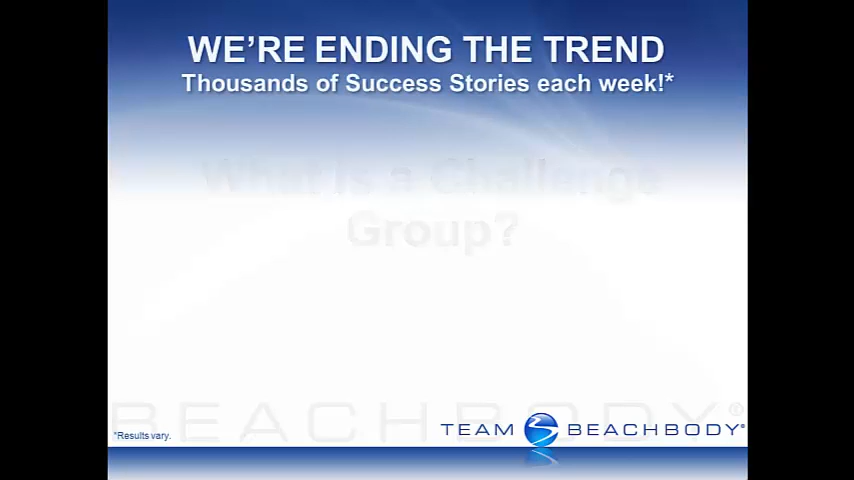 WE'RE ENDING THE TREND
Thousands of Success Stories each week!*
What is a Challenge
Group?
BEACHBODY®
*Results vary.
TEAM BEACHBODY®